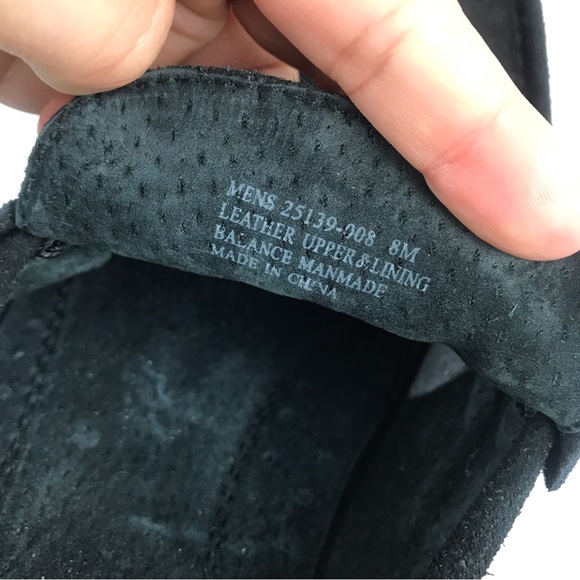 MENS 25139-008 8M
LEATHER UPPER & LINING
BALANCE MANMADE
MADE IN CHINA